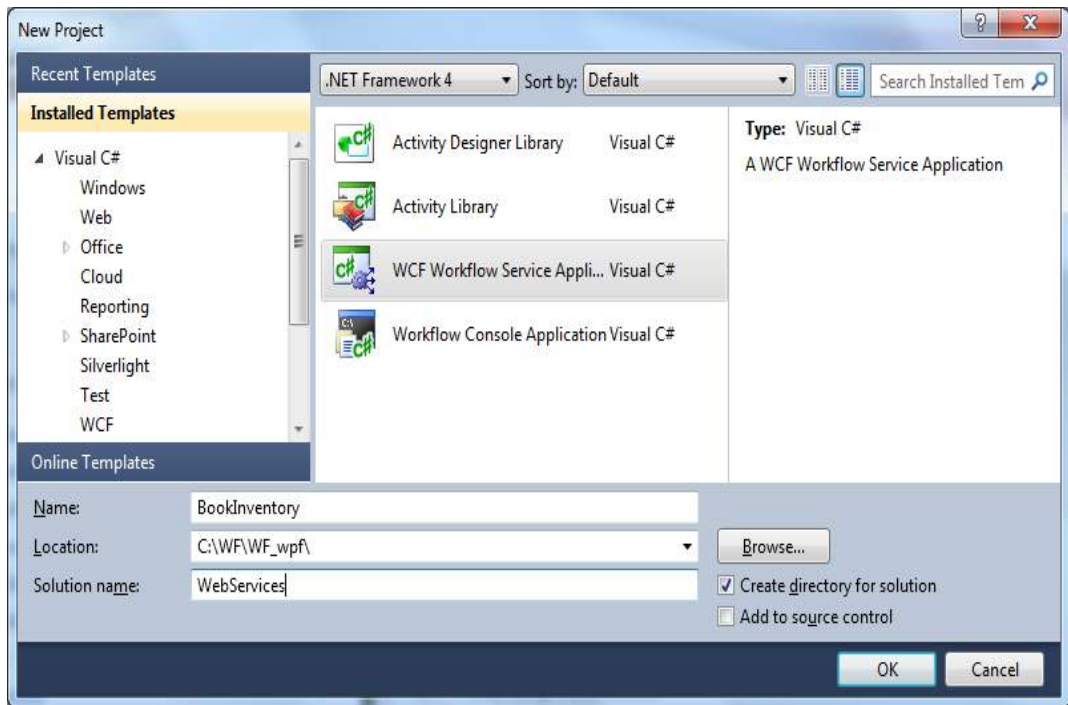 New Project
Recent Templates
Installed Templates
Visual C#
Windows
Web
Office
Cloud
Reporting
SharePoint
Silverlight
Test
WCF
Online Templates
.NET Framework 4
Sort by:
Default
Search Installed Tem
Activity Designer Library Visual C#
Activity Library Visual C#
WCF Workflow Service Appli... Visual C#
Workflow Console Application Visual C#
Type: Visual C#
A WCF Workflow Service Application
Name: BookInventory
Location: C:\WF\WF_wpf\
Browse...
Solution name: WebServices
Create directory for solution
Add to source control
OK
Cancel